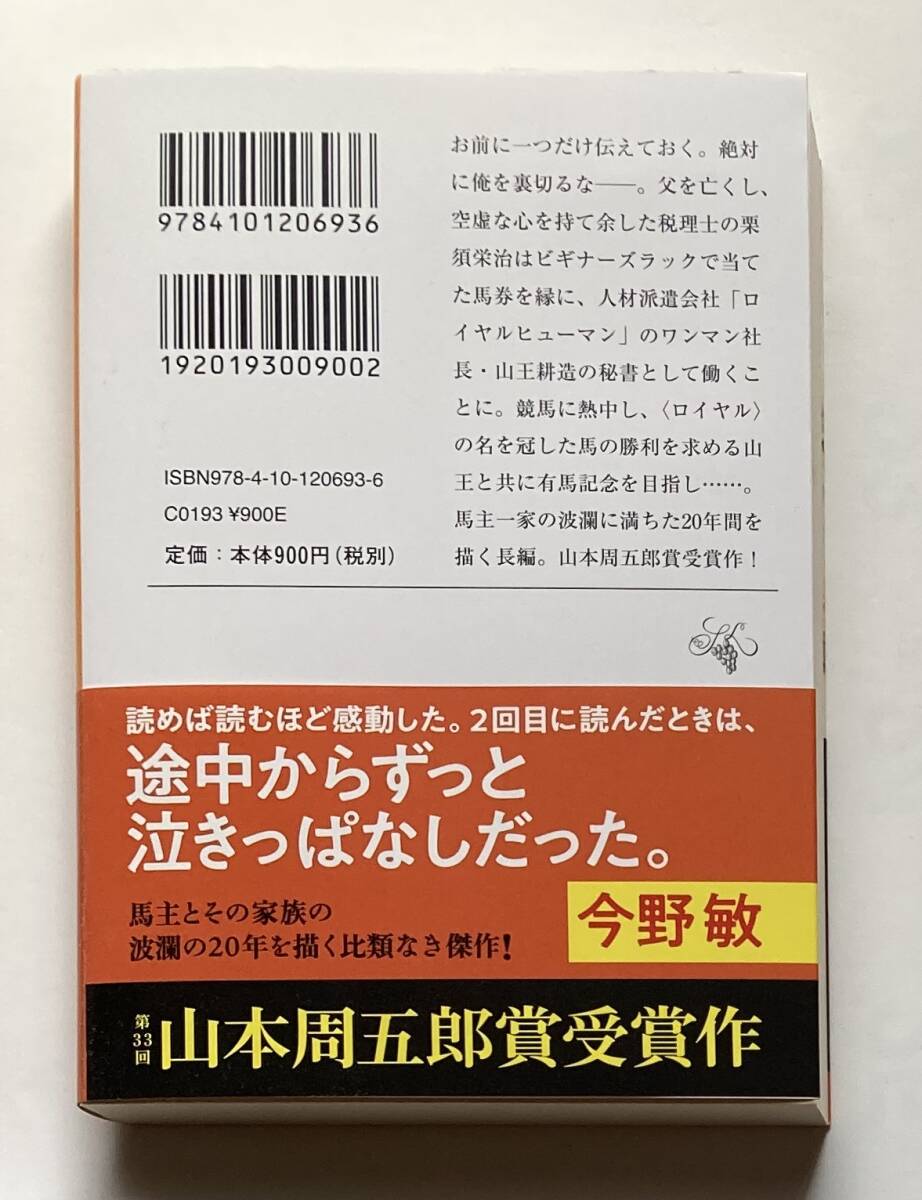 9784101206936
1920193009002
ISBN978-4-10-120693-6
C0193 ¥900E
定価：本体900円（税別）
お前に一つだけ伝えておく。絶対
に俺を裏切るな――。父を亡くし、
空虚な心を持て余した税理士の栗
須栄治はビギナーズラックで当て
た馬券を縁に、人材派遣会社「ロ
イヤルヒューマン」のワンマン社
長・山王耕造の秘書として働くこ
とに。競馬に熱中し、〈ロイヤル〉
の名を冠した馬の勝利を求める山
王と共に有馬記念を目指し……。
馬主一家の波瀾に満ちた20年間を
描く長編。山本周五郎賞受賞作！
読めば読むほど感動した。2回目に読んだときは、
途中からずっと
泣きっぱなしだった。
今野敏
馬主とその家族の
波瀾の20年を描く比類なき傑作！
第33回
山本周五郎賞受賞作